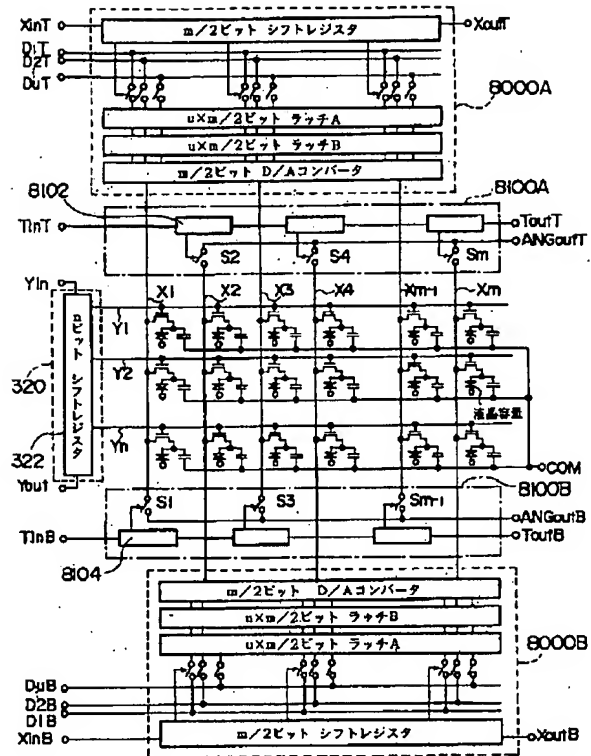 XinT
m/2ビット シフトレジスタ
XoutT
D1T
D2T
DuT
8000A
u×m/2ビット ラッチA
u×m/2ビット ラッチB
m/2ビット D/Aコンバータ
8102
8100A
TinT
ToutT
ANGoutT
S2
S4
Sm
Yin
X1
X2
X3
X4
Xm-1
Xm
Y1
nビット シフトレジスタ
320
Y2
322
液晶容量
Yn
Yout
COM
8100B
S1
S3
Sm-1
ANGoutB
TinB
ToutB
8104
m/2ビット D/Aコンバータ
u×m/2ビット ラッチB
u×m/2ビット ラッチA
8000B
DuB
D2B
D1B
XinB
m/2ビット シフトレジスタ
XoutB